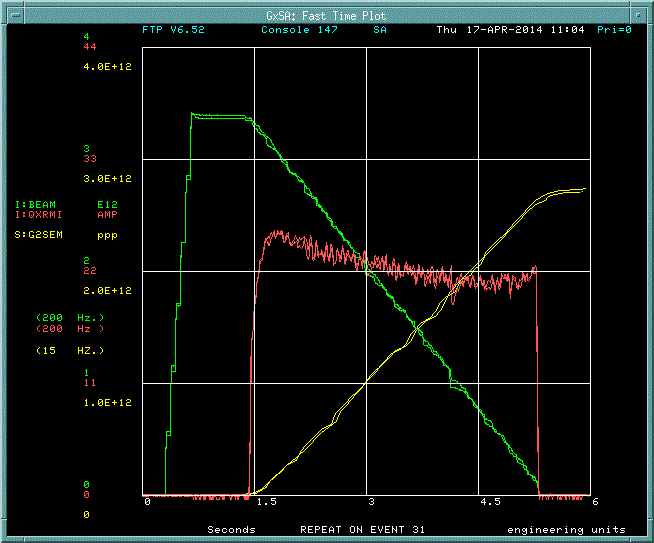 GxSA: Fast Time Plot
FTP V6.52 Console 147 SA Thu 17-APR-2014 11:04 Pri=0
4
44
4.0E+12
3
33
3.0E+12
I:BEAM E12
I:QXRMI AMP
S:G2SEM ppp
2
22
2.0E+12
(200 Hz.)
(200 Hz )
(15 HZ.)
1
11
1.0E+12
0
0
0
0 1.5 3 4.5 6
Seconds REPEAT ON EVENT 31 engineering units